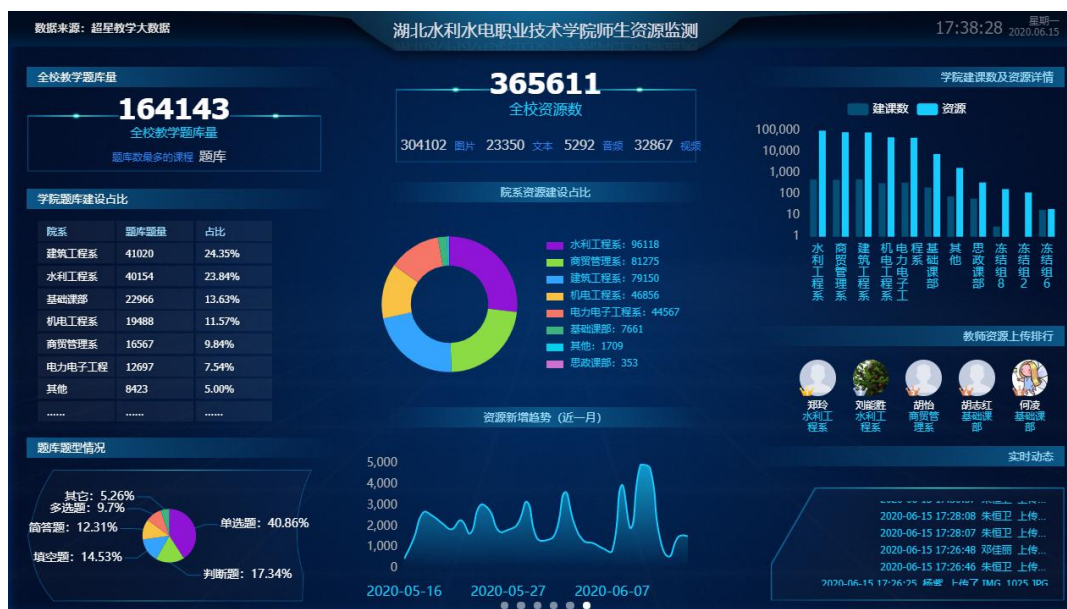 数据来源：超星教学大数据
湖北水利水电职业技术学院师生资源监测
17:38:28
星期一
2020.06.15
全校教学题库量
164143
全校教学题库量
题库数最多的课程 题库
学院题库建设占比
院系 题库题量 占比
建筑工程系 41020 24.35%
水利工程系 40154 23.84%
基础课部 22966 13.63%
机电工程系 19488 11.57%
商贸管理系 16567 9.84%
电力电子工程 12697 7.54%
其他 8423 5.00%
...... ...... ......
题库题型情况
其它：5.26%
多选题：9.7%
简答题：12.31%
填空题：14.53%
单选题：40.86%
判断题：17.34%
365611
全校资源数
304102 图片 23350 文本 5292 音频 32867 视频
院系资源建设占比
水利工程系：96118
商贸管理系：81275
建筑工程系：79150
机电工程系：46856
电力电子工程系：44567
基础课部：7661
其他：1709
思政课部：353
资源新增趋势（近一月）
5,000
4,000
3,000
2,000
1,000
0
2020-05-16 2020-05-27 2020-06-07
学院建课数及资源详情
建课数 资源
100,000
10,000
1,000
100
10
1
水利工程系
商贸管理系
建筑工程系
机电工程系
电力电子工程系
基础课部
其他
思政课部
冻结组8
冻结组2
冻结组6
教师资源上传排行
郑玲 刘能胜 胡怡 胡志红 何凌
水利工程系 水利工程系 商贸管理系 基础课部 基础课部
实时动态
2020-06-15 17:28:08 朱恒卫 上传...
2020-06-15 17:28:07 朱恒卫 上传...
2020-06-15 17:26:48 邓佳丽 上传...
2020-06-15 17:26:46 朱恒卫 上传...
2020-06-15 17:26:25 杨紫 上传了 IMG_1025.JPG